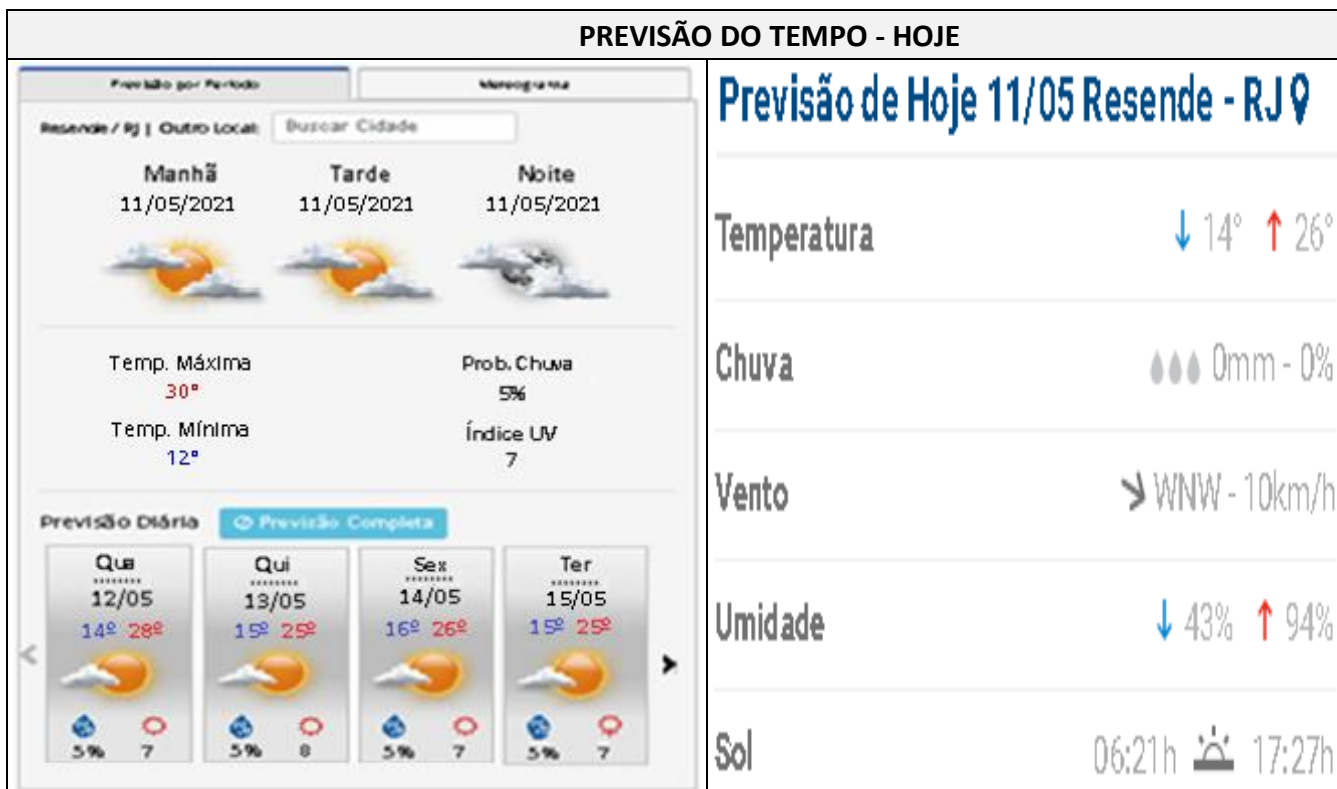 PREVISÃO DO TEMPO - HOJE
Previsão por Período
Meteograma
Resende / RJ | Outro Local: Buscar Cidade
Manhã Tarde Noite
11/05/2021 11/05/2021 11/05/2021
Temp. Máxima Prob. Chuva
30° 5%
Temp. Mínima Índice UV
12° 7
Previsão Diária Previsão Completa
Qua Qui Sex Ter
12/05 13/05 14/05 15/05
14º 28º 15º 25º 16º 26º 15º 25º
5% 7 5% 8 5% 7 5% 7
Previsão de Hoje 11/05 Resende - RJ
Temperatura ↓ 14° ↑ 26°
Chuva 0mm - 0%
Vento WNW - 10km/h
Umidade ↓ 43% ↑ 94%
Sol 06:21h 17:27h